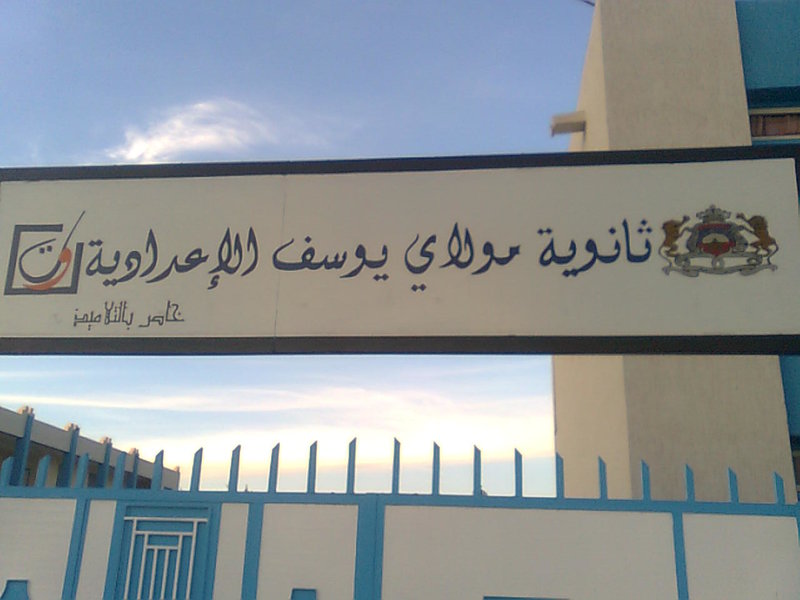 ثانوية مولاي يوسف الإعدادية
خاص بالتلاميذ